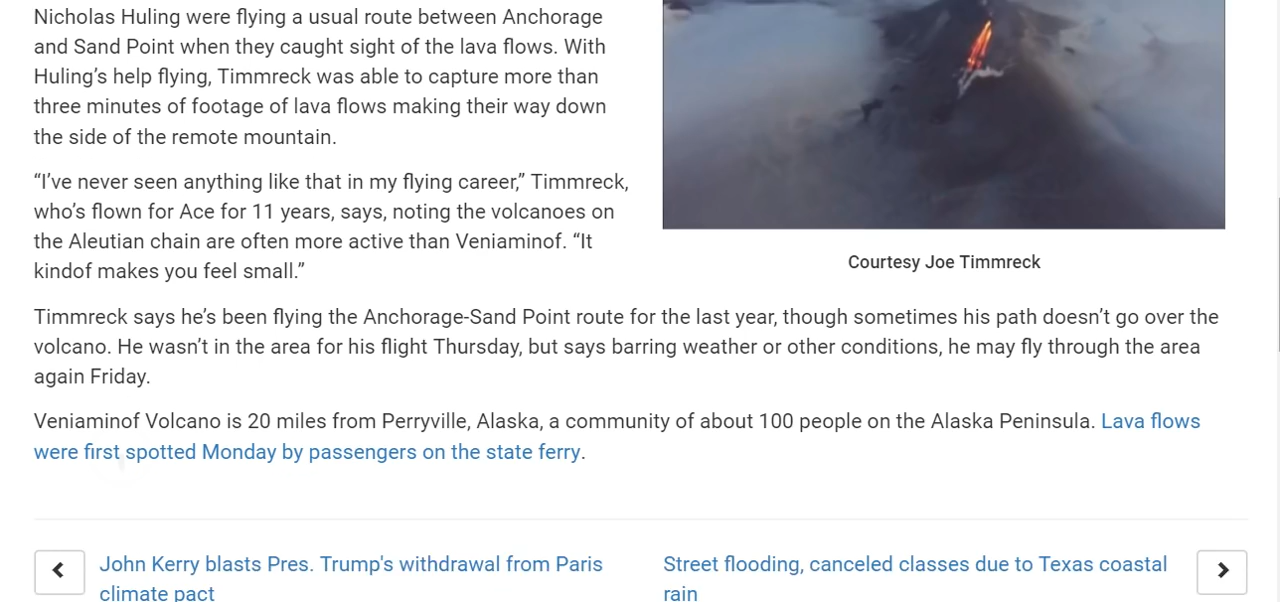 Nicholas Huling were flying a usual route between Anchorage
and Sand Point when they caught sight of the lava flows. With
Huling’s help flying, Timmreck was able to capture more than
three minutes of footage of lava flows making their way down
the side of the remote mountain.
“I’ve never seen anything like that in my flying career,” Timmreck,
who’s flown for Ace for 11 years, says, noting the volcanoes on
the Aleutian chain are often more active than Veniaminof. “It
kindof makes you feel small.”
Courtesy Joe Timmreck
Timmreck says he’s been flying the Anchorage-Sand Point route for the last year, though sometimes his path doesn’t go over the
volcano. He wasn’t in the area for his flight Thursday, but says barring weather or other conditions, he may fly through the area
again Friday.
Veniaminof Volcano is 20 miles from Perryville, Alaska, a community of about 100 people on the Alaska Peninsula. Lava flows
were first spotted Monday by passengers on the state ferry.
John Kerry blasts Pres. Trump's withdrawal from Paris
climate pact
Street flooding, canceled classes due to Texas coastal
rain